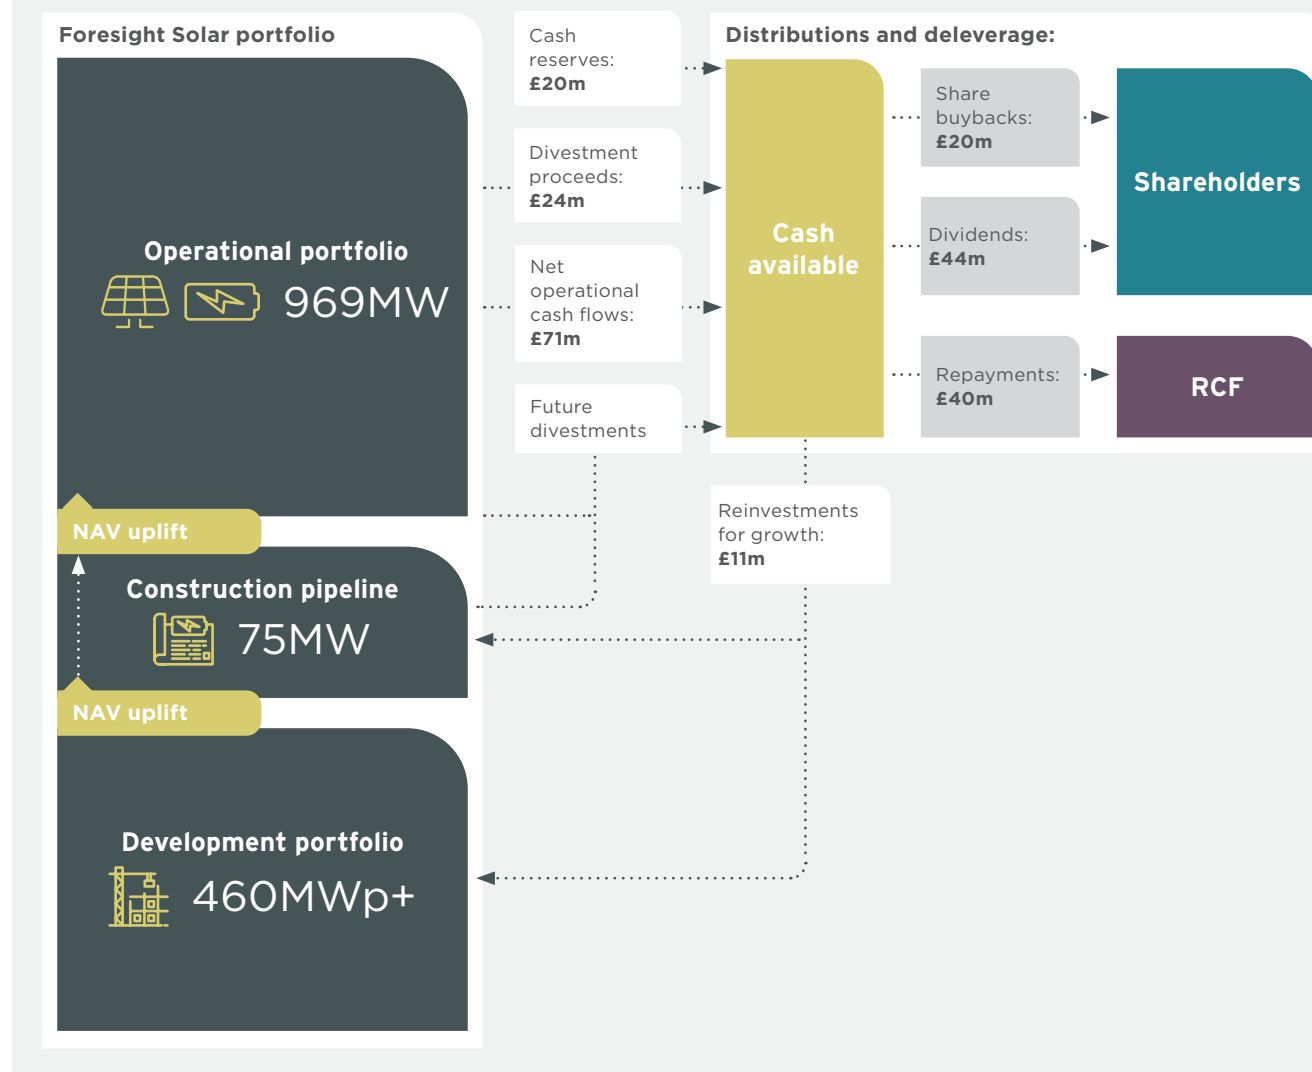 Foresight Solar portfolio
Operational portfolio
969MW
NAV uplift
Construction pipeline
75MW
NAV uplift
Development portfolio
460MWp+
Cash
reserves:
£20m
Divestment
proceeds:
£24m
Net
operational
cash flows:
£71m
Future
divestments
Distributions and deleverage:
Cash
available
Share
buybacks:
£20m
Dividends:
£44m
Repayments:
£40m
Shareholders
RCF
Reinvestments
for growth:
£11m